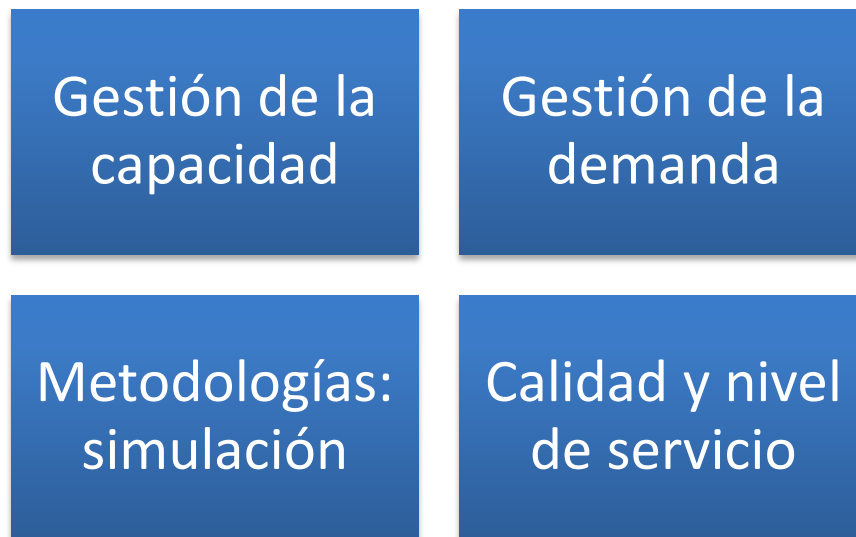 Gestión de la
capacidad
Gestión de la
demanda
Metodologías:
simulación
Calidad y nivel
de servicio